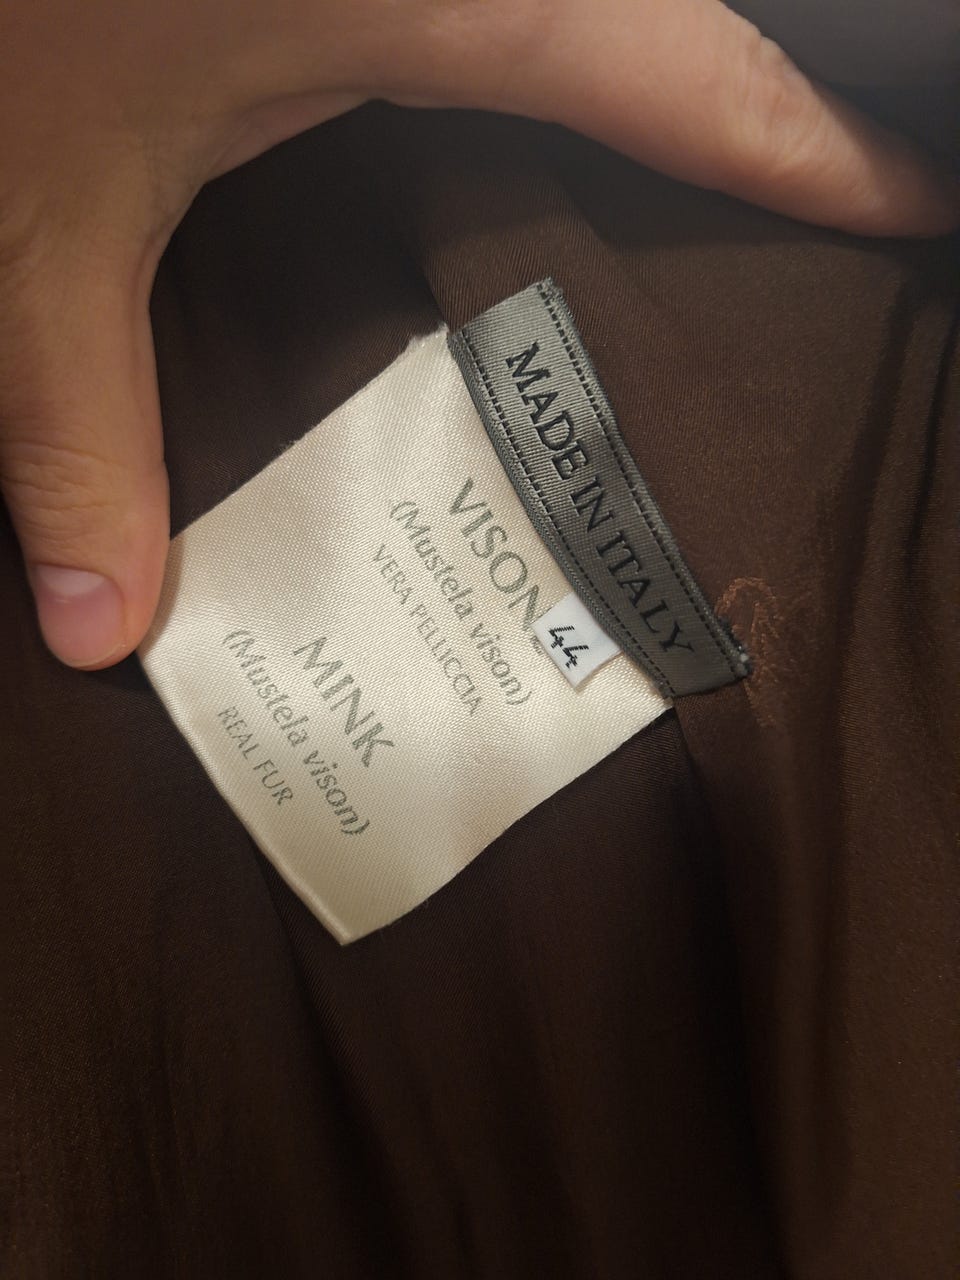 MADE IN ITALY
44
VISON
(Mustela vison)
VERA PELLICCIA
MINK
(Mustela vison)
REAL FUR